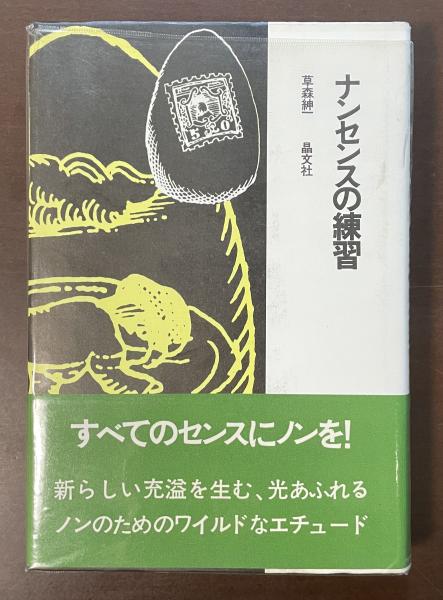 ナンセンスの練習
草森紳一
晶文社
50
すべてのセンスにノンを!
新らしい充溢を生む、光あふれる
ノンのためのワイルドなエチュード